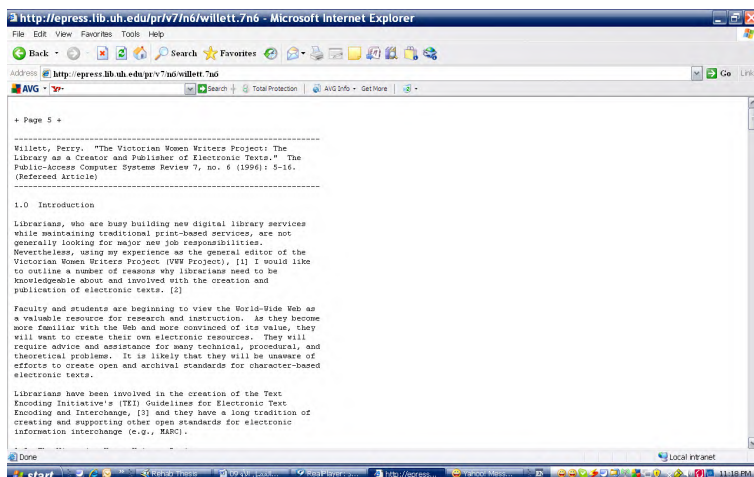 http://epress.lib.uh.edu/pr/v7/n6/willett.7n6 - Microsoft Internet Explorer
File Edit View Favorites Tools Help
Back Search Favorites
Address http://epress.lib.uh.edu/pr/v7/n6/willett.7n6 Go Link
AVG Y! Search Total Protection AVG Info Get More
+ Page 5 +
-----------------------------------------------------------------
Willett, Perry. "The Victorian Women Writers Project: The
Library as a Creator and Publisher of Electronic Texts." The
Public-Access Computer Systems Review 7, no. 6 (1996): 5-16.
(Refereed Article)
-----------------------------------------------------------------
1.0 Introduction
Librarians, who are busy building new digital library services
while maintaining traditional print-based services, are not
generally looking for major new job responsibilities.
Nevertheless, using my experience as the general editor of the
Victorian Women Writers Project (VWW Project), [1] I would like
to outline a number of reasons why librarians need to be
knowledgeable about and involved with the creation and
publication of electronic texts. [2]
Faculty and students are beginning to view the World-Wide Web as
a valuable resource for research and instruction. As they become
more familiar with the Web and more convinced of its value, they
will want to create their own electronic resources. They will
require advice and assistance for many technical, procedural, and
theoretical problems. It is likely that they will be unaware of
efforts to create open and archival standards for character-based
electronic texts.
Librarians have been involved in the creation of the Text
Encoding Initiative's (TEI) Guidelines for Electronic Text
Encoding and Interchange, [3] and they have a long tradition of
creating and supporting other open standards for electronic
information interchange (e.g., MARC).
Done Local intranet
start Rehab Thesis RealPlayer: http://epress... Yahoo! Mess... 11:18 PM